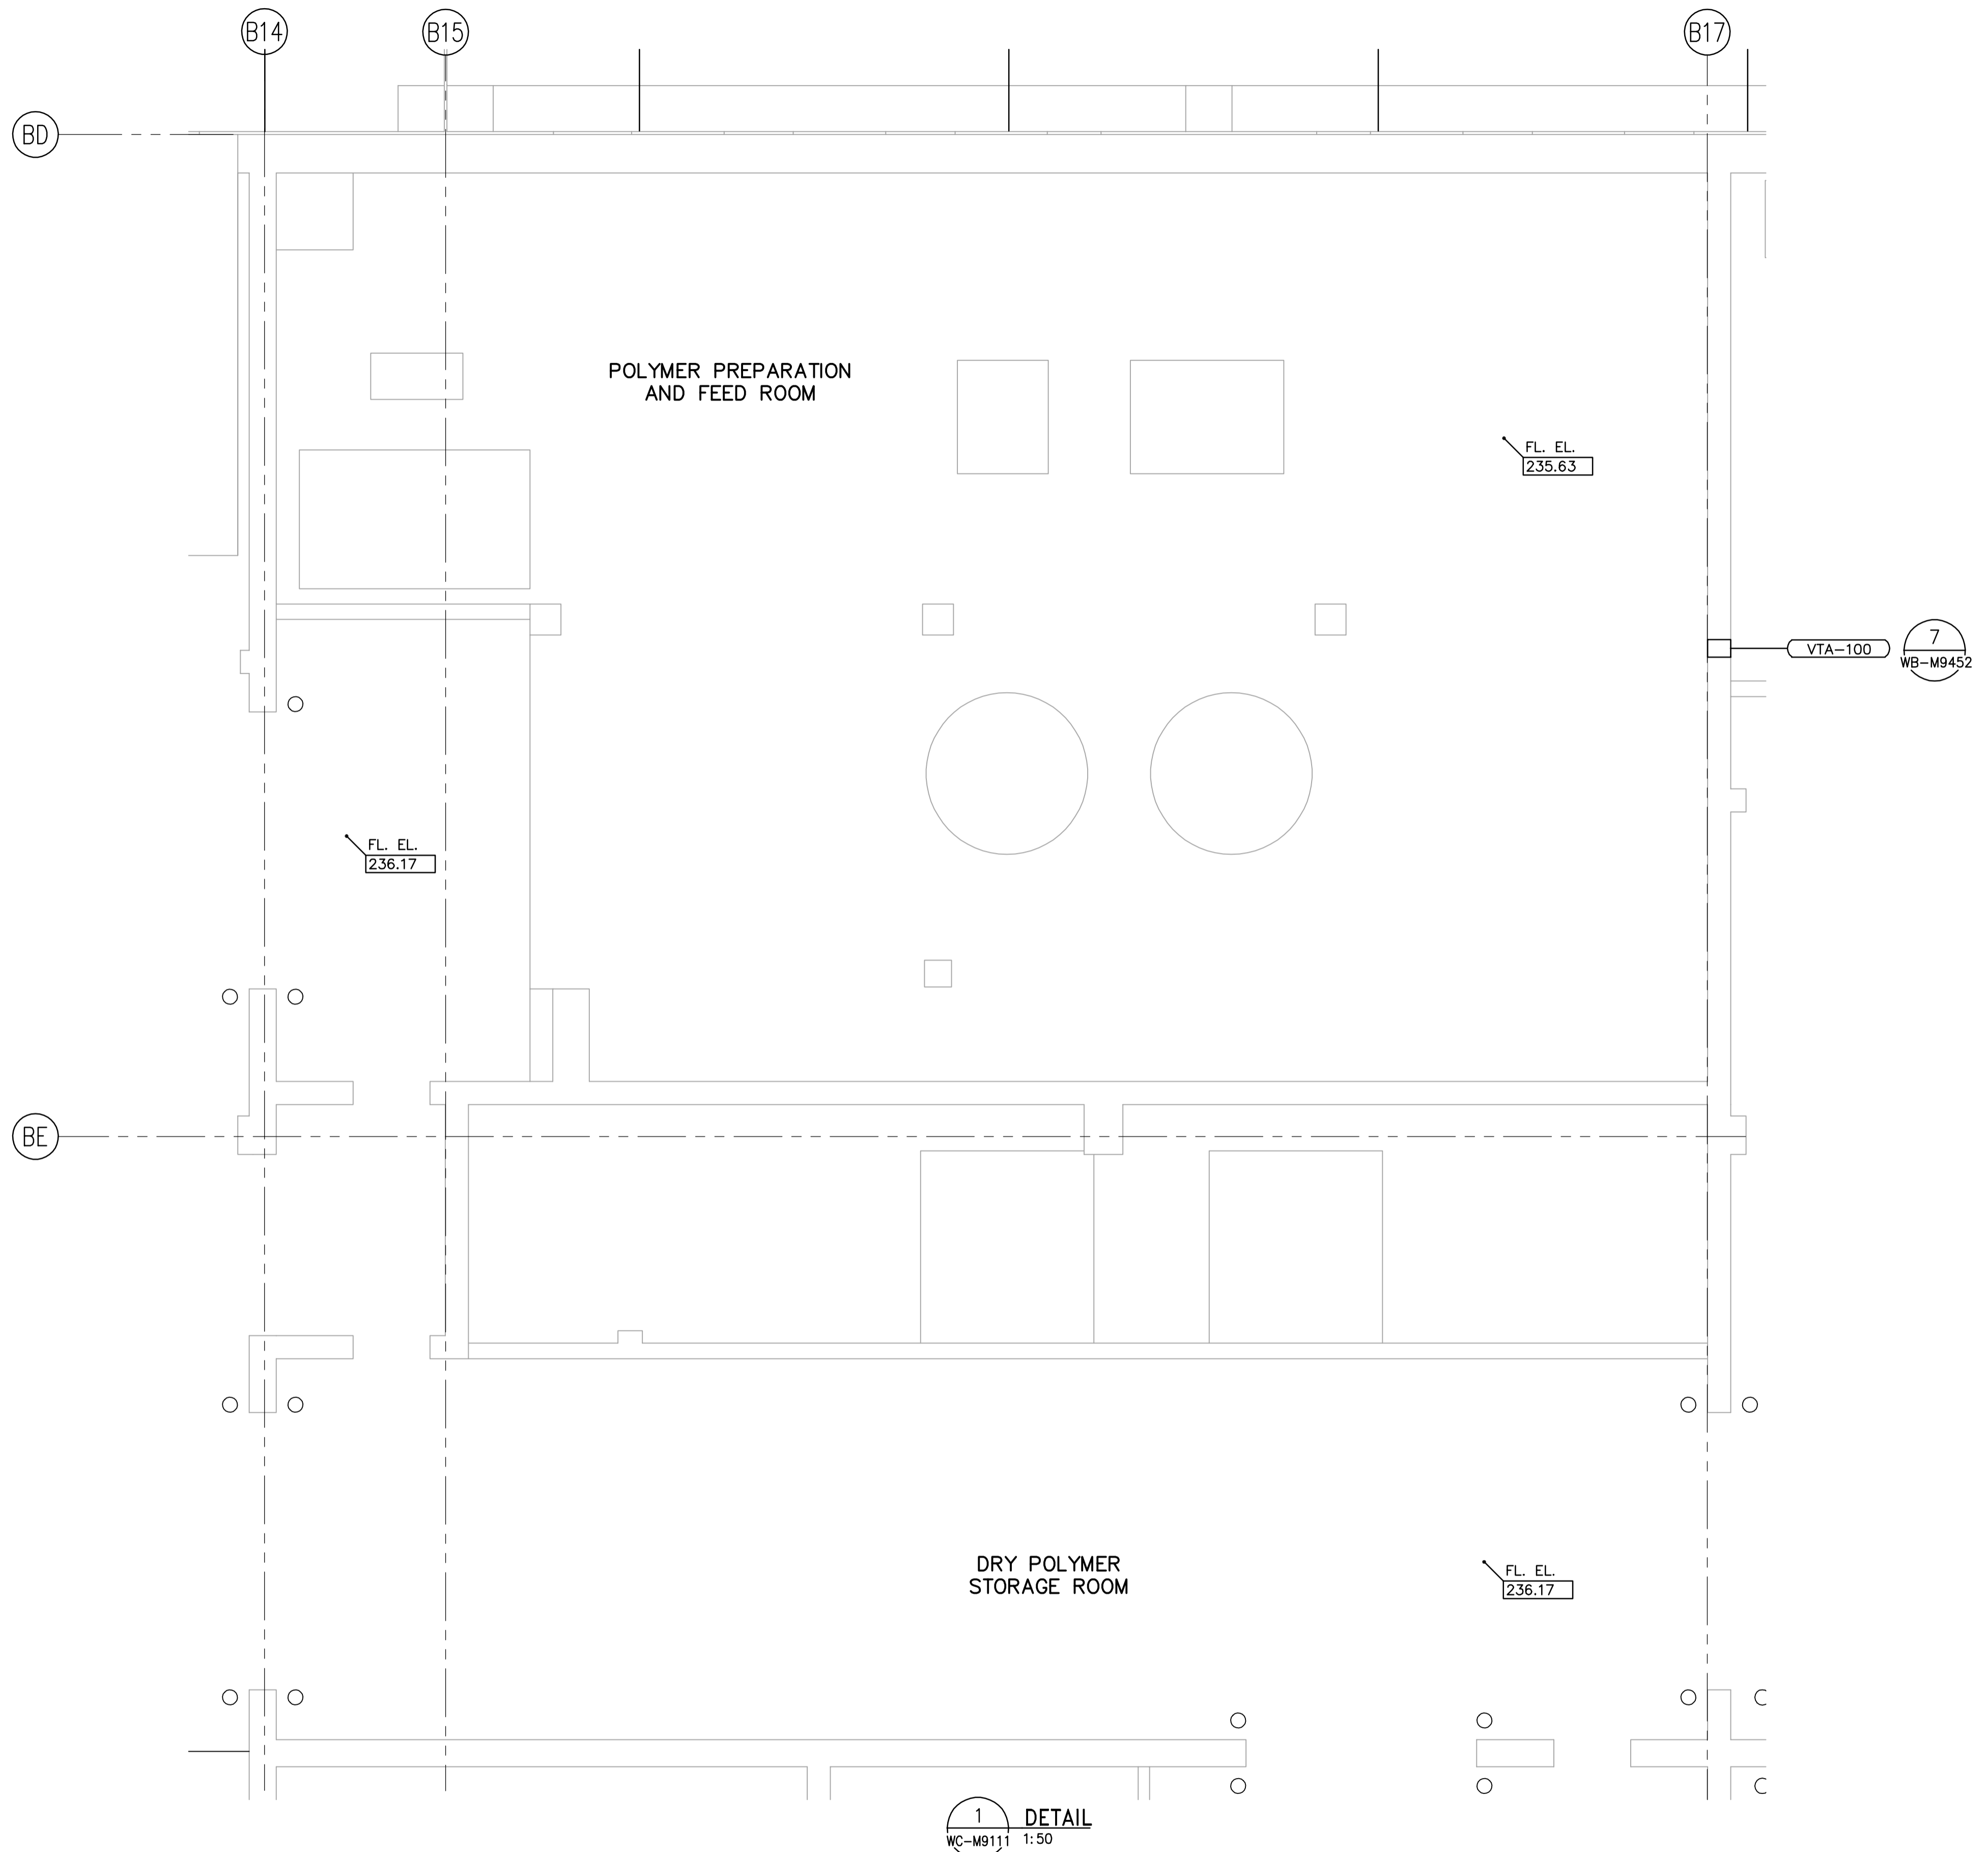 B14
B15
B17
BD
POLYMER PREPARATION
AND FEED ROOM
FL. EL.
235.63
VTA-100
7
WB-M9452
FL. EL.
236.17
BE
DRY POLYMER
STORAGE ROOM
FL. EL.
236.17
1
WC-M9111
DETAIL
1:50